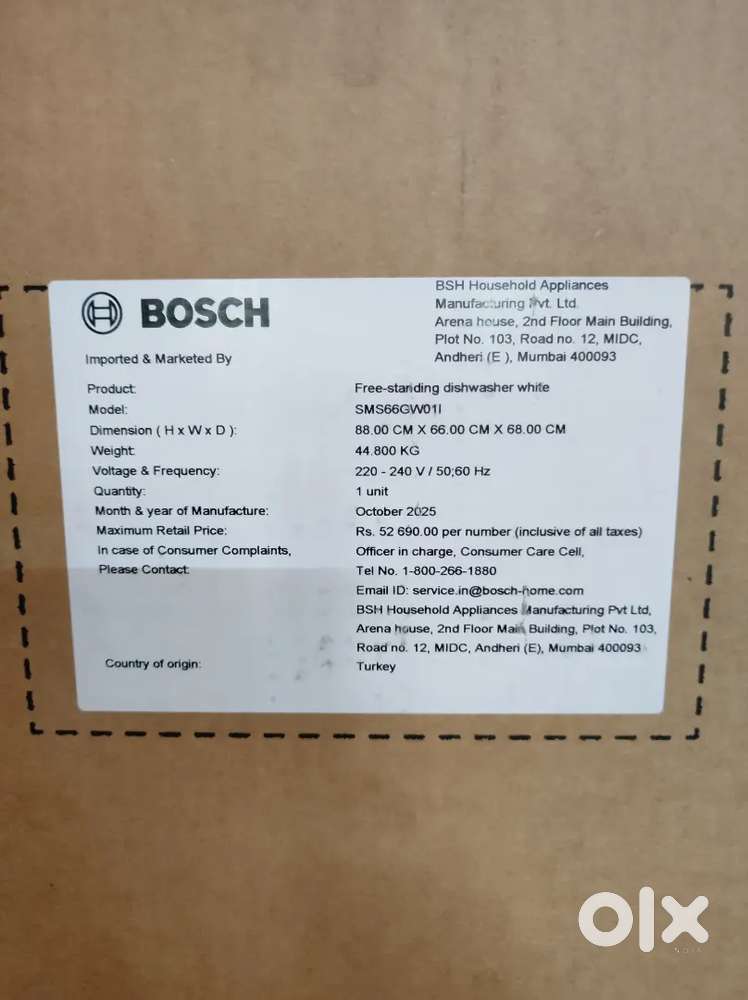 BOSCH
BSH Household Appliances
Manufacturing Pvt. Ltd.
Arena house, 2nd Floor Main Building,
Plot No. 103, Road no. 12, MIDC,
Andheri (E ), Mumbai 400093
Imported & Marketed By
Product: Free-standing dishwasher white
Model: SMS66GW01I
Dimension ( H x W x D ): 88.00 CM X 66.00 CM X 68.00 CM
Weight: 44.800 KG
Voltage & Frequency: 220 - 240 V / 50;60 Hz
Quantity: 1 unit
Month & year of Manufacture: October 2025
Maximum Retail Price: Rs. 52 690.00 per number (inclusive of all taxes)
In case of Consumer Complaints, Officer in charge, Consumer Care Cell,
Please Contact: Tel No. 1-800-266-1880
Email ID: service.in@bosch-home.com
BSH Household Appliances Manufacturing Pvt Ltd,
Arena house, 2nd Floor Main Building, Plot No. 103,
Road no. 12, MIDC, Andheri (E), Mumbai 400093
Country of origin: Turkey
olx